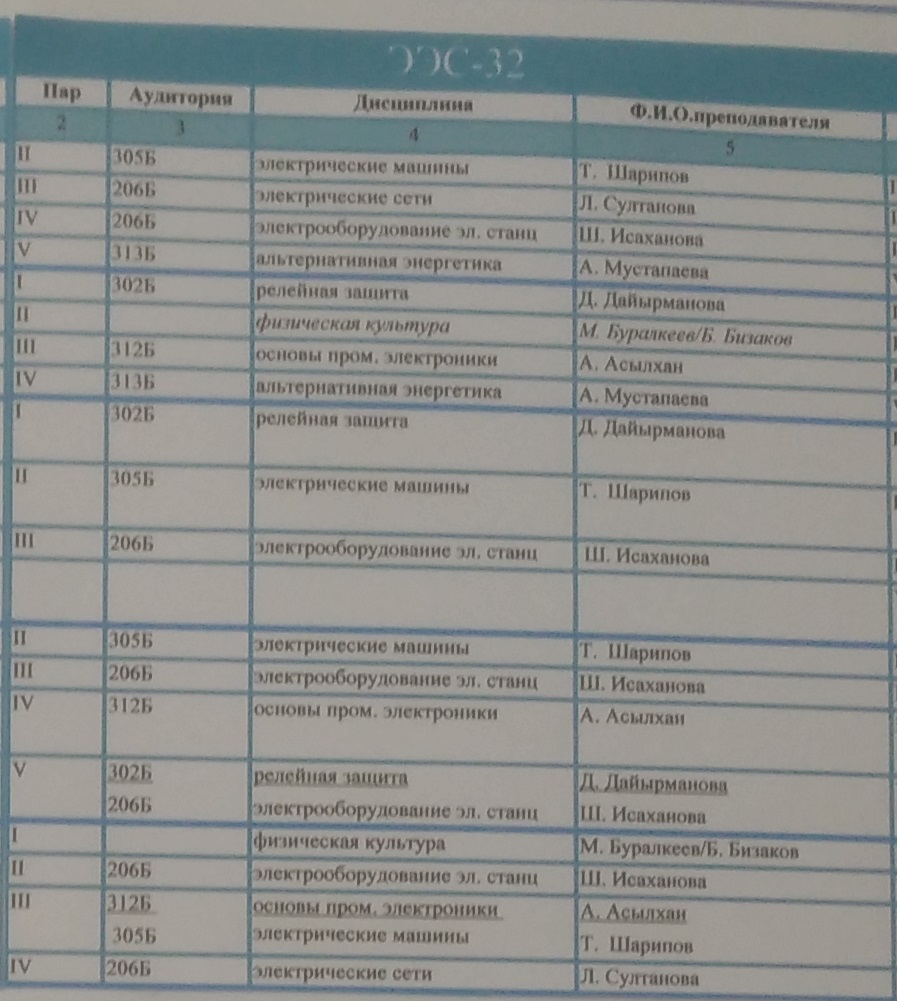 ЭЭС-32
Пар Аудитория Дисциплина Ф.И.О.преподавателя
2 3 4 5
II 305Б электрические машины Т. Шарипов
III 206Б электрические сети Л. Султанова
IV 206Б электрооборудование эл. станц Ш. Исаханова
V 313Б альтернативная энергетика А. Мустапаева
I 302Б релейная защита Д. Дайырманова
II физическая культура М. Буралкеев/Б. Бизаков
III 312Б основы пром. электроники А. Асылхан
IV 313Б альтернативная энергетика А. Мустапаева
I 302Б релейная защита Д. Дайырманова
II 305Б электрические машины Т. Шарипов
III 206Б электрооборудование эл. станц Ш. Исаханова
II 305Б электрические машины Т. Шарипов
III 206Б электрооборудование эл. станц Ш. Исаханова
IV 312Б основы пром. электроники А. Асылхан
V 302Б релейная защита Д. Дайырманова
206Б электрооборудование эл. станц Ш. Исаханова
I физическая культура М. Буралкеев/Б. Бизаков
II 206Б электрооборудование эл. станц Ш. Исаханова
III 312Б основы пром. электроники А. Асылхан
305Б электрические машины Т. Шарипов
IV 206Б электрические сети Л. Султанова